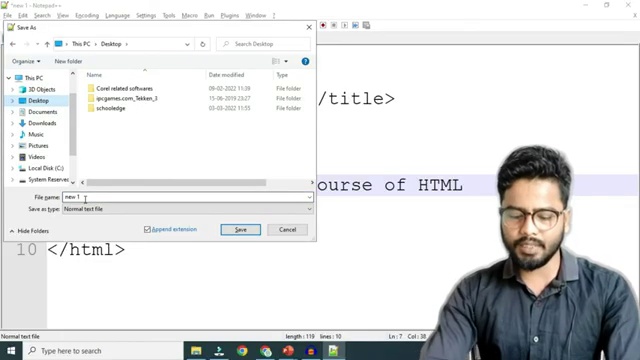 *new 1 - Notepad++
File Edit Search View Encoding Language Settings Tools Macro Run Plugins Window ?
Save As
This PC > Desktop >
Search Desktop
Organize
New folder
Name
Date modified
Type
This PC
3D Objects
Desktop
Documents
Downloads
Music
Pictures
Videos
Local Disk (C:)
System Reserved
Corel related softwares 09-02-2022 11:39 File folder
ipcgames.com_Tekken_3 15-06-2019 23:27 File folder
schooledge 03-03-2022 11:55 File folder
/title>
ourse of HTML
File name: new 1
Save as type: Normal text file
Hide Folders
Append extension
Save
Cancel
10 </html>
Normal text file
length : 119 lines : 10
Ln : 7 Col : 38
Type here to search